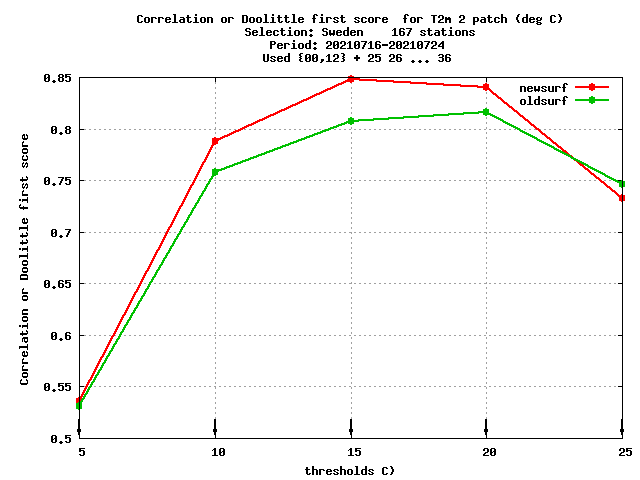 Correlation or Doolittle first score  for T2m 2 patch (deg C)
Selection: Sweden    167 stations
Period: 20210716-20210724
Used {00,12} + 25 26 ... 36
newsurf
oldsurf
Correlation or Doolittle first score
0.85
0.8
0.75
0.7
0.65
0.6
0.55
0.5
5 10 15 20 25
thresholds C)